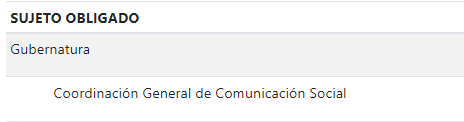 SUJETO OBLIGADO
Gubernatura
Coordinación General de Comunicación Social